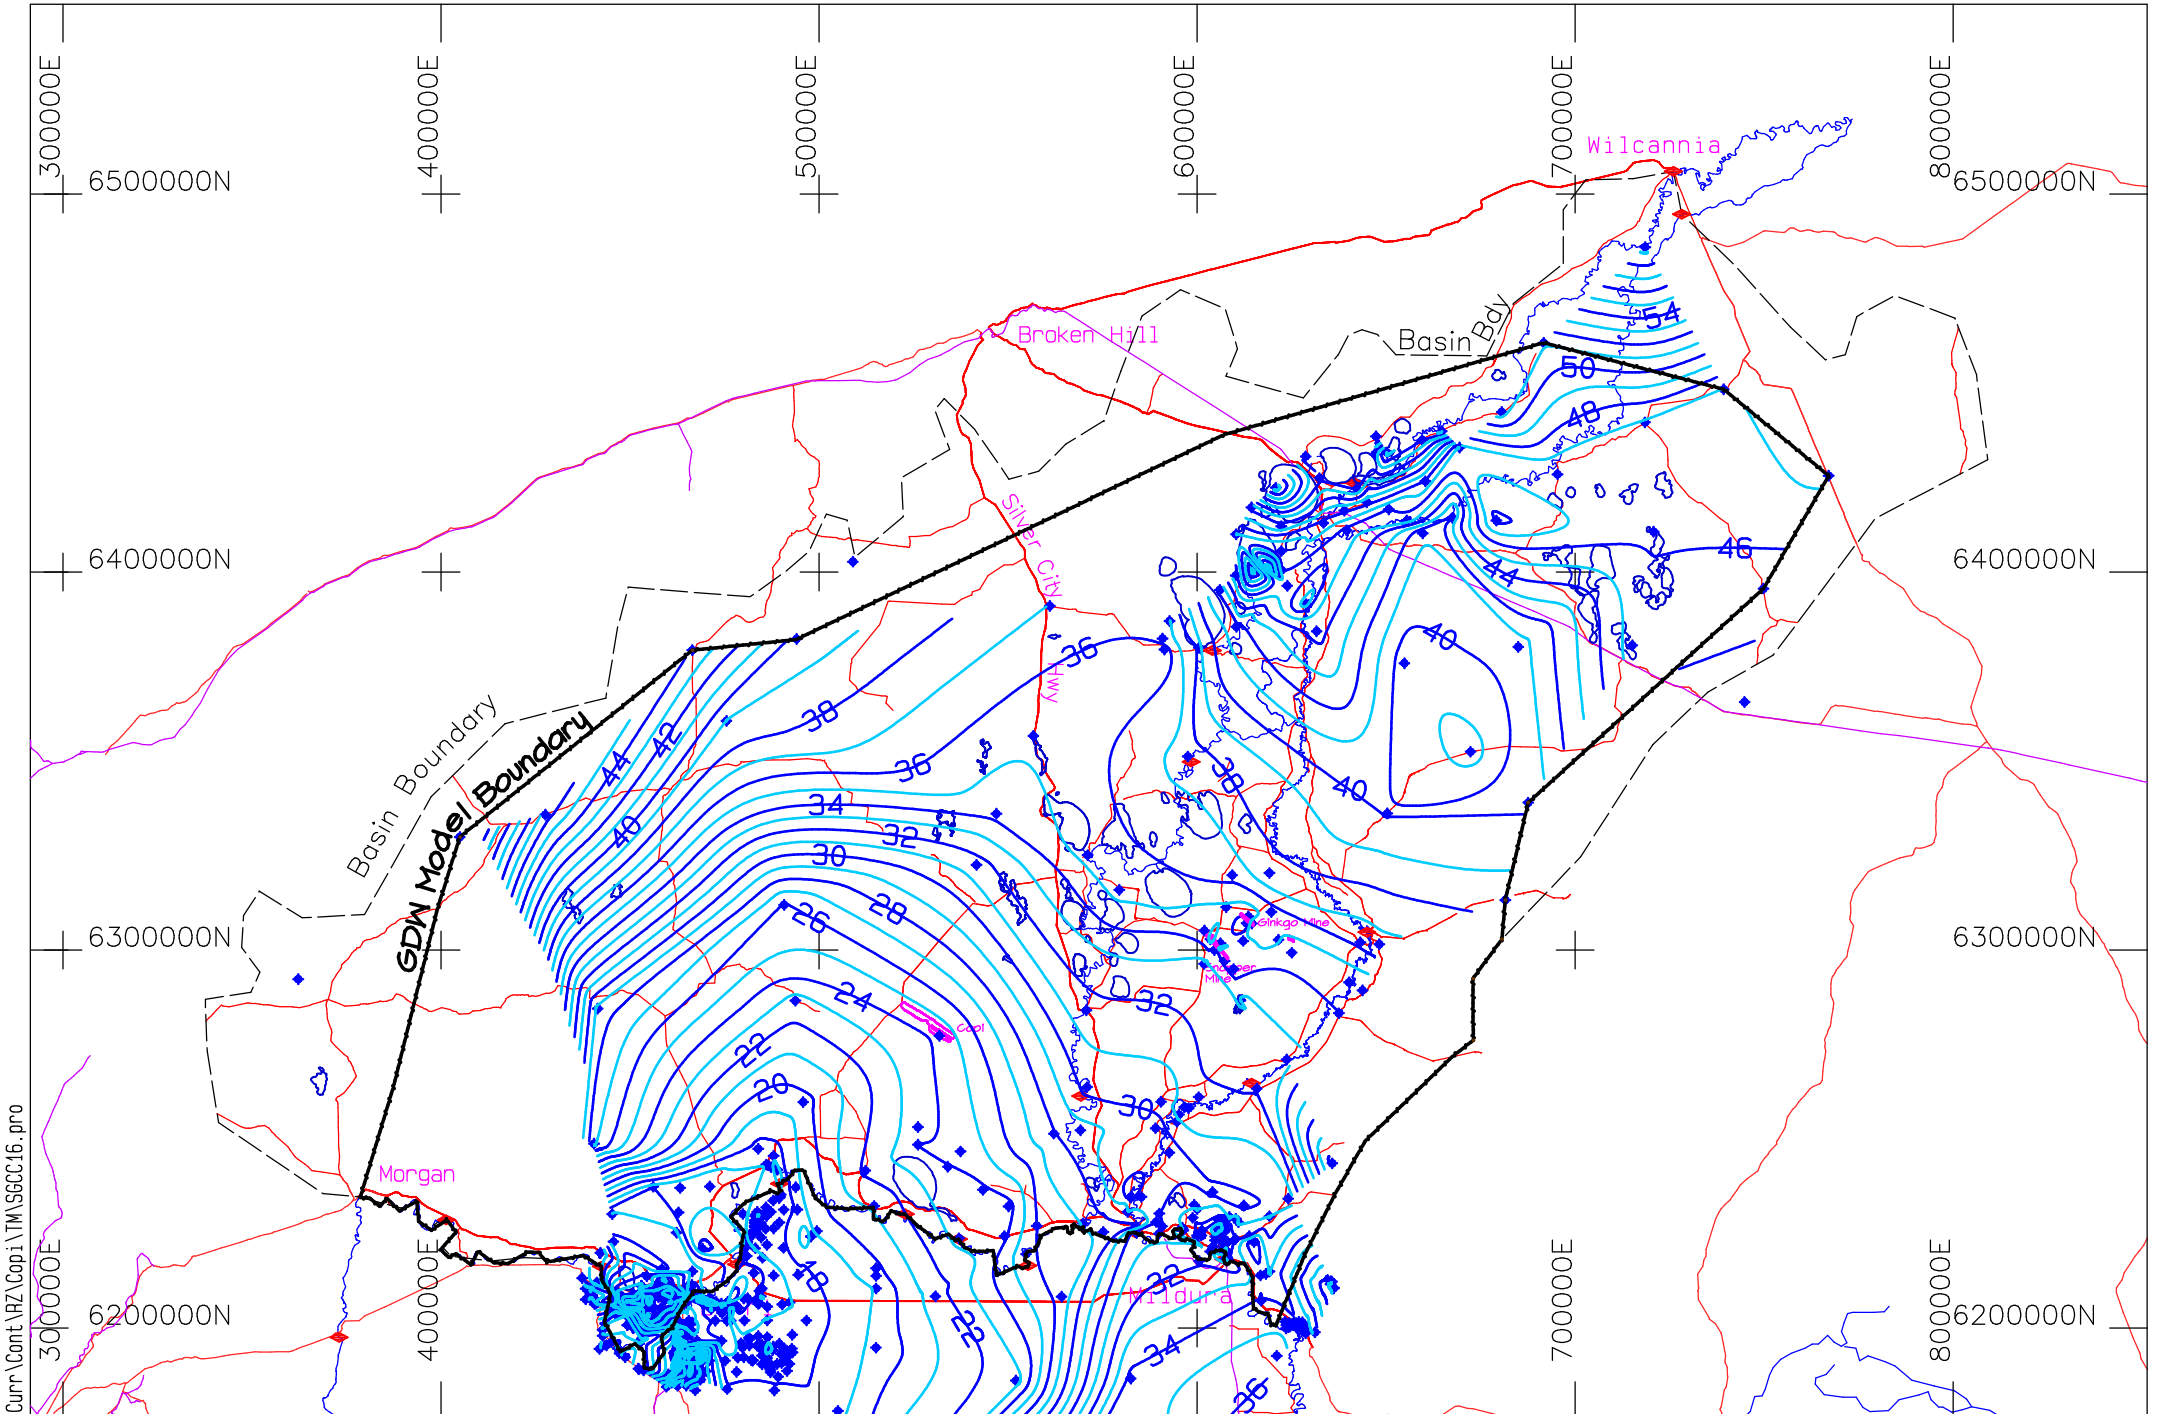 300000E
400000E
500000E
600000E
700000E
800000E
Wilcannia
6500000N
6500000N
54
Broken Hill
Basin Bdy
50
48
Silver City
Hwy
46
6400000N
6400000N
44
40
36
38
42
44
Basin Boundary
GDW Model Boundary
36
38
40
34
40
32
30
28
26
Ginkgo Mine
6300000N
6300000N
Snapper
Mine
24
32
Copi
22
20
30
Morgan
18
32
Mildura
22
34
36
300000E
400000E
700000E
800000E
6200000N
6200000N
Curr\Cont\RZ\Copi\TM\SGCC16.pro